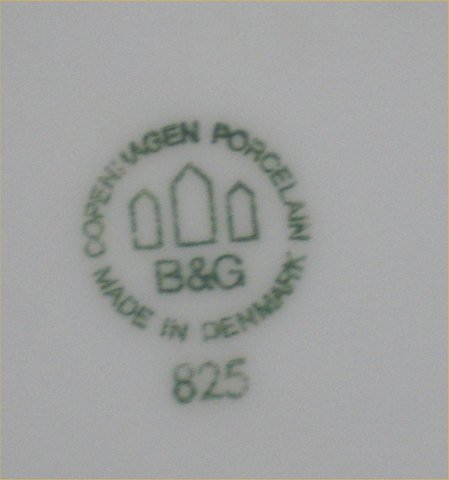 COPENHAGEN PORCELAIN
B&G
MADE IN DENMARK
825